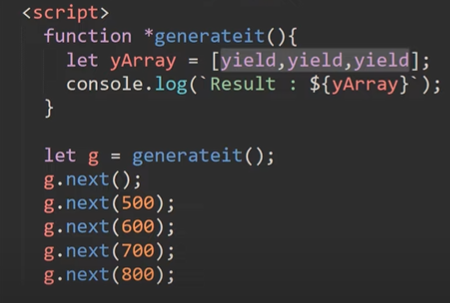 <script>
function *generateit(){
let yArray = [yield,yield,yield];
console.log(`Result : ${yArray}`);
}
let g = generateit();
g.next();
g.next(500);
g.next(600);
g.next(700);
g.next(800);